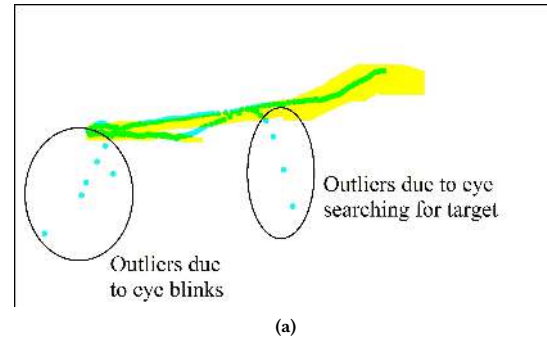 Outliers due to eye
searching for target
Outliers due
to eye blinks
(a)